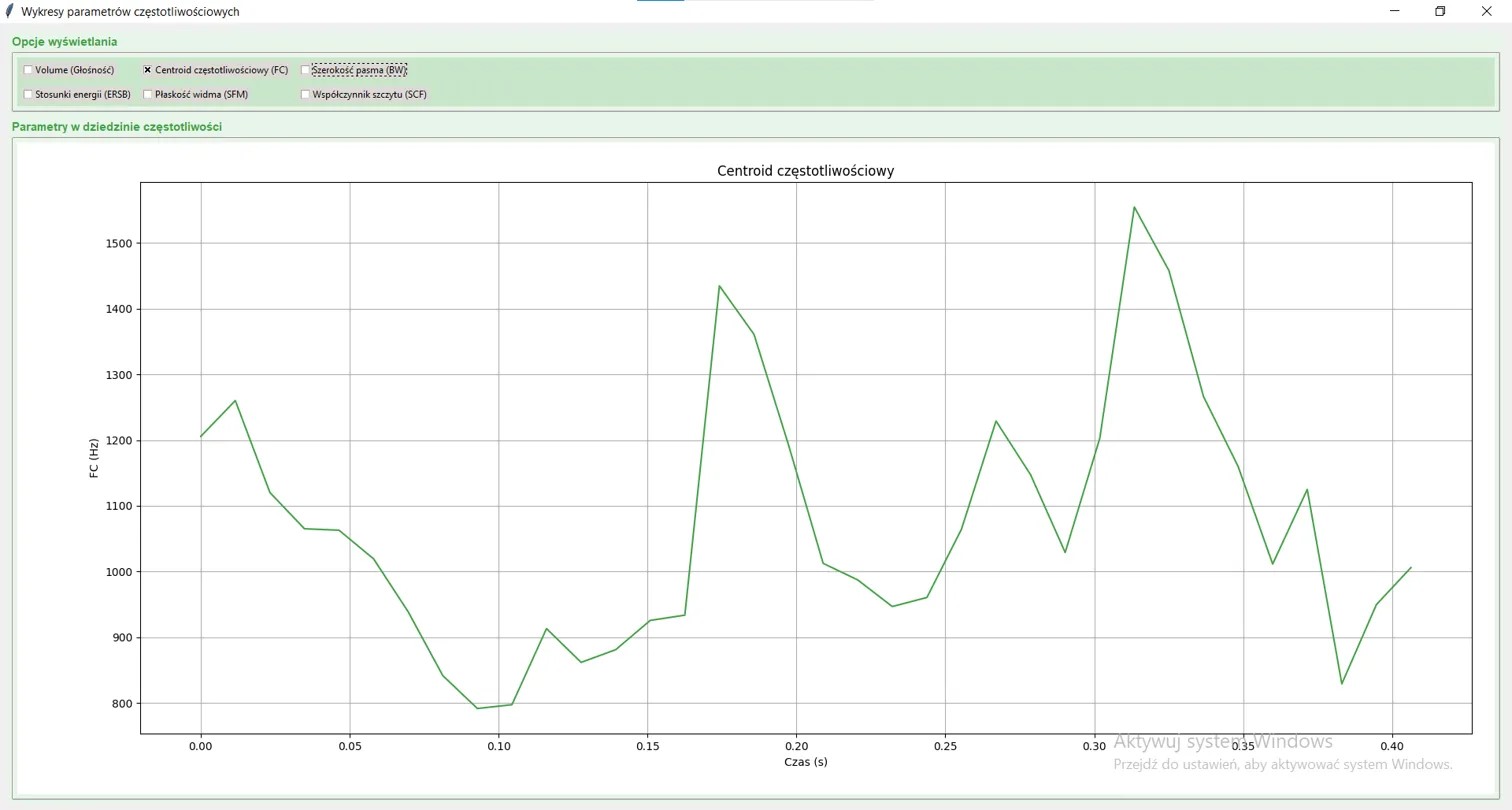 Wykresy parametrów częstotliwościowych
Opcje wyświetlania
Volume (Głośność) Centroid częstotliwościowy (FC) Szerokość pasma (BW)
Stosunki energii (ERSB) Płaskość widma (SFM) Współczynnik szczytu (SCF)
Parametry w dziedzinie częstotliwości
Centroid częstotliwościowy
1500
1400
1300
1200
1100
1000
900
800
FC (Hz)
0.00 0.05 0.10 0.15 0.20 0.25 0.30 0.35 0.40
Czas (s)
Aktywuj system Windows
Przejdź do ustawień, aby aktywować system Windows.